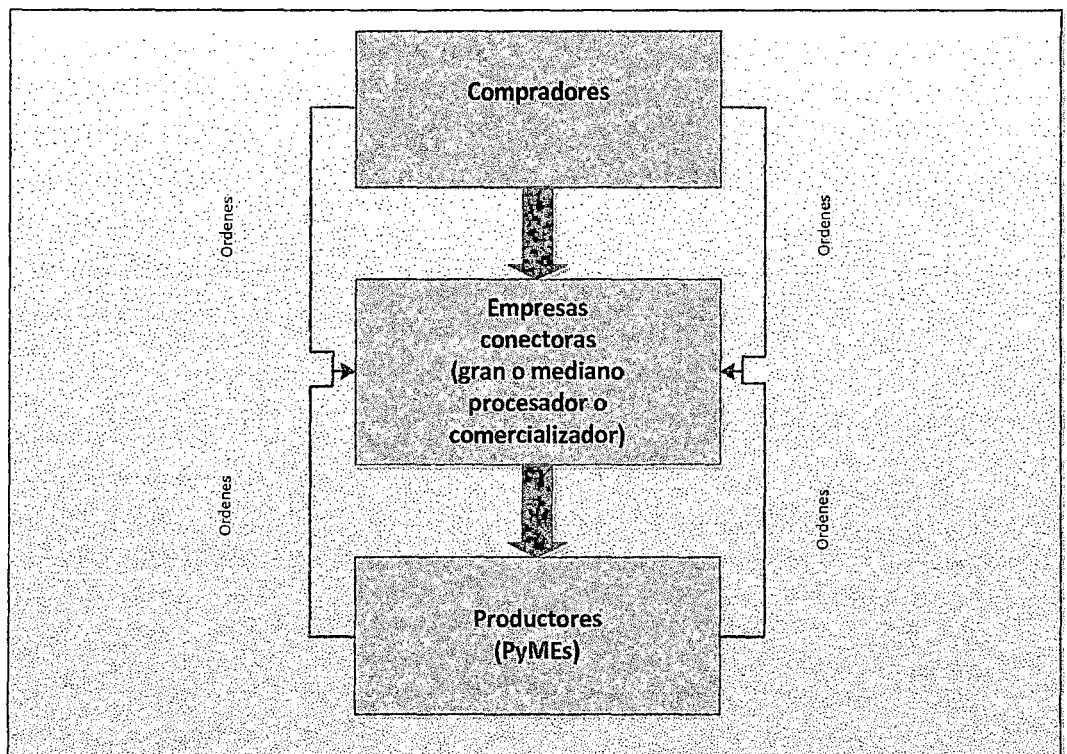 Compradores
Ordenes
Ordenes
Empresas
conectoras
(gran o mediano
procesador o
comercializador)
Ordenes
Ordenes
Productores
(PyMEs)